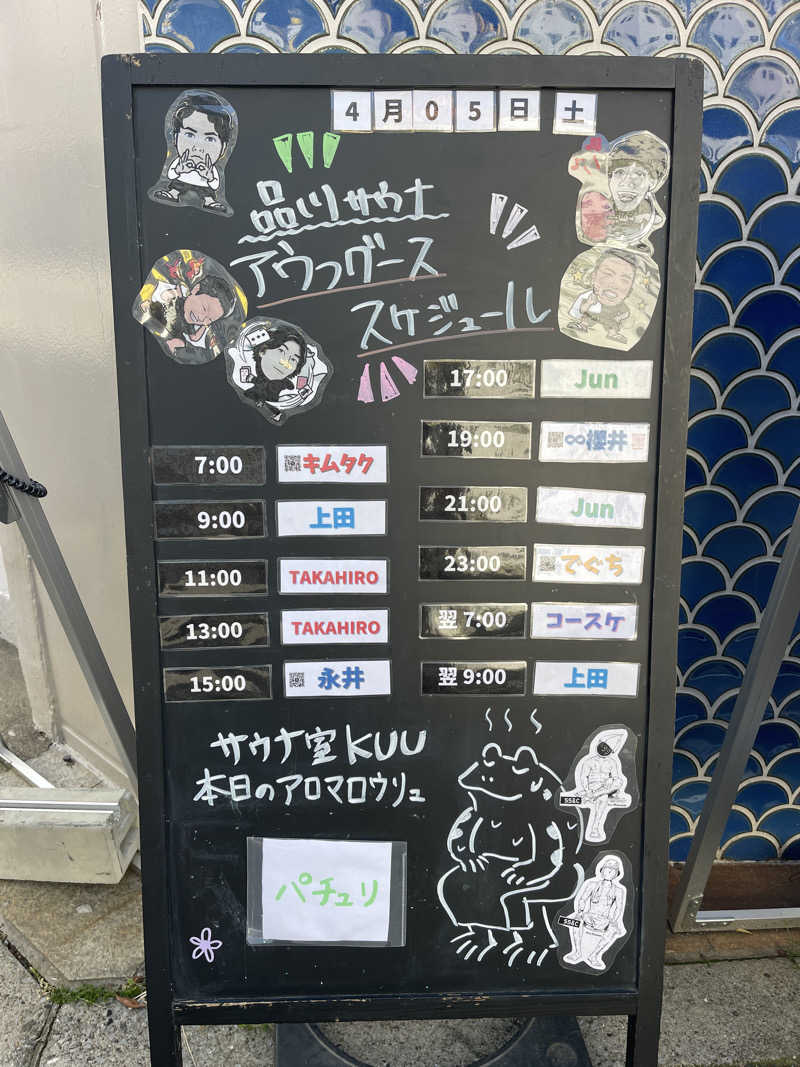 4月05日 土
品川サウナ
アウフグース
スケジュール
7:00 キムタク
9:00 上田
11:00 TAKAHIRO
13:00 TAKAHIRO
15:00 永井
17:00 Jun
19:00 ∞櫻井
21:00 Jun
23:00 でぐち
翌 7:00 コースケ
翌 9:00 上田
サウナ室 KUU
本日のアロマロウリュ
パチュリ
SS&C
SS&C